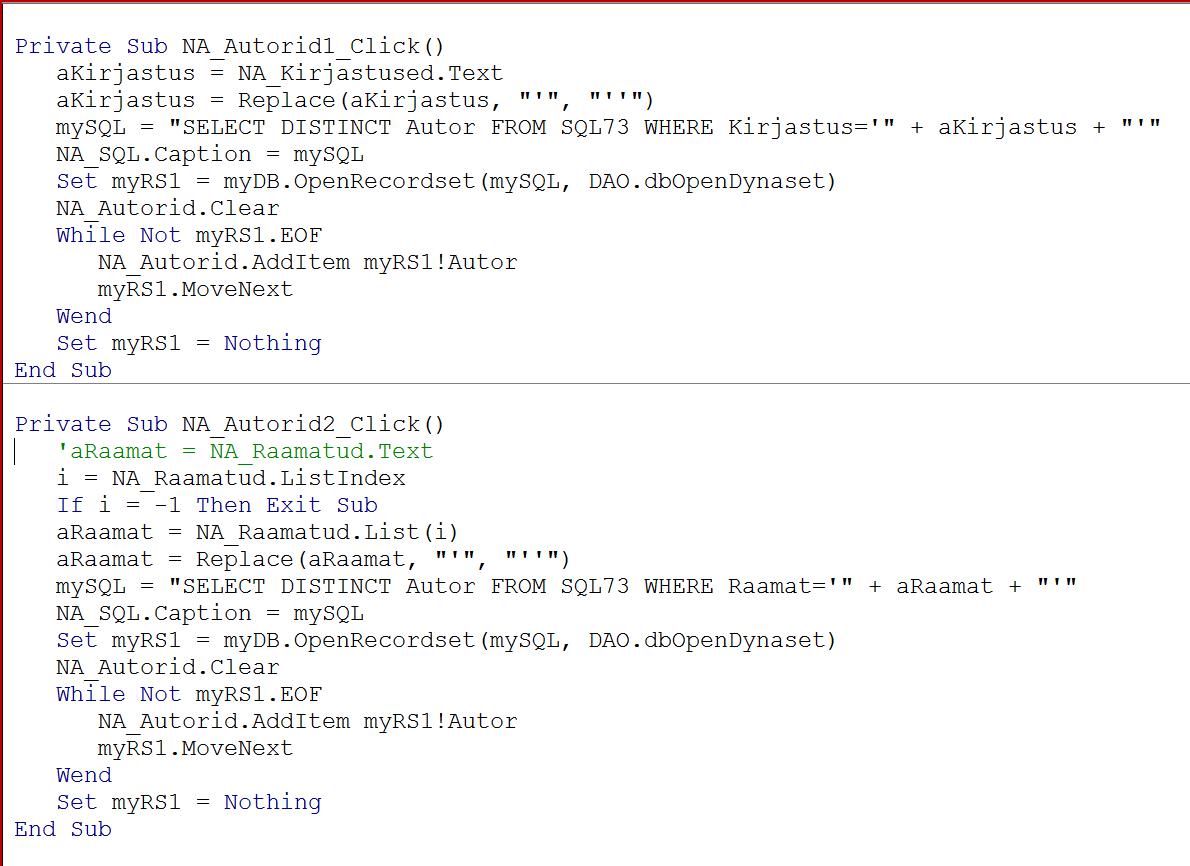 Private Sub NA_Autorid1_Click()
   aKirjastus = NA_Kirjastused.Text
   aKirjastus = Replace(aKirjastus, "'", "''")
   mySQL = "SELECT DISTINCT Autor FROM SQL73 WHERE Kirjastus='" + aKirjastus + "'"
   NA_SQL.Caption = mySQL
   Set myRS1 = myDB.OpenRecordset(mySQL, DAO.dbOpenDynaset)
   NA_Autorid.Clear
   While Not myRS1.EOF
      NA_Autorid.AddItem myRS1!Autor
      myRS1.MoveNext
   Wend
   Set myRS1 = Nothing
End Sub
Private Sub NA_Autorid2_Click()
   'aRaamat = NA_Raamatud.Text
   i = NA_Raamatud.ListIndex
   If i = -1 Then Exit Sub
   aRaamat = NA_Raamatud.List(i)
   aRaamat = Replace(aRaamat, "'", "''")
   mySQL = "SELECT DISTINCT Autor FROM SQL73 WHERE Raamat='" + aRaamat + "'"
   NA_SQL.Caption = mySQL
   Set myRS1 = myDB.OpenRecordset(mySQL, DAO.dbOpenDynaset)
   NA_Autorid.Clear
   While Not myRS1.EOF
      NA_Autorid.AddItem myRS1!Autor
      myRS1.MoveNext
   Wend
   Set myRS1 = Nothing
End Sub